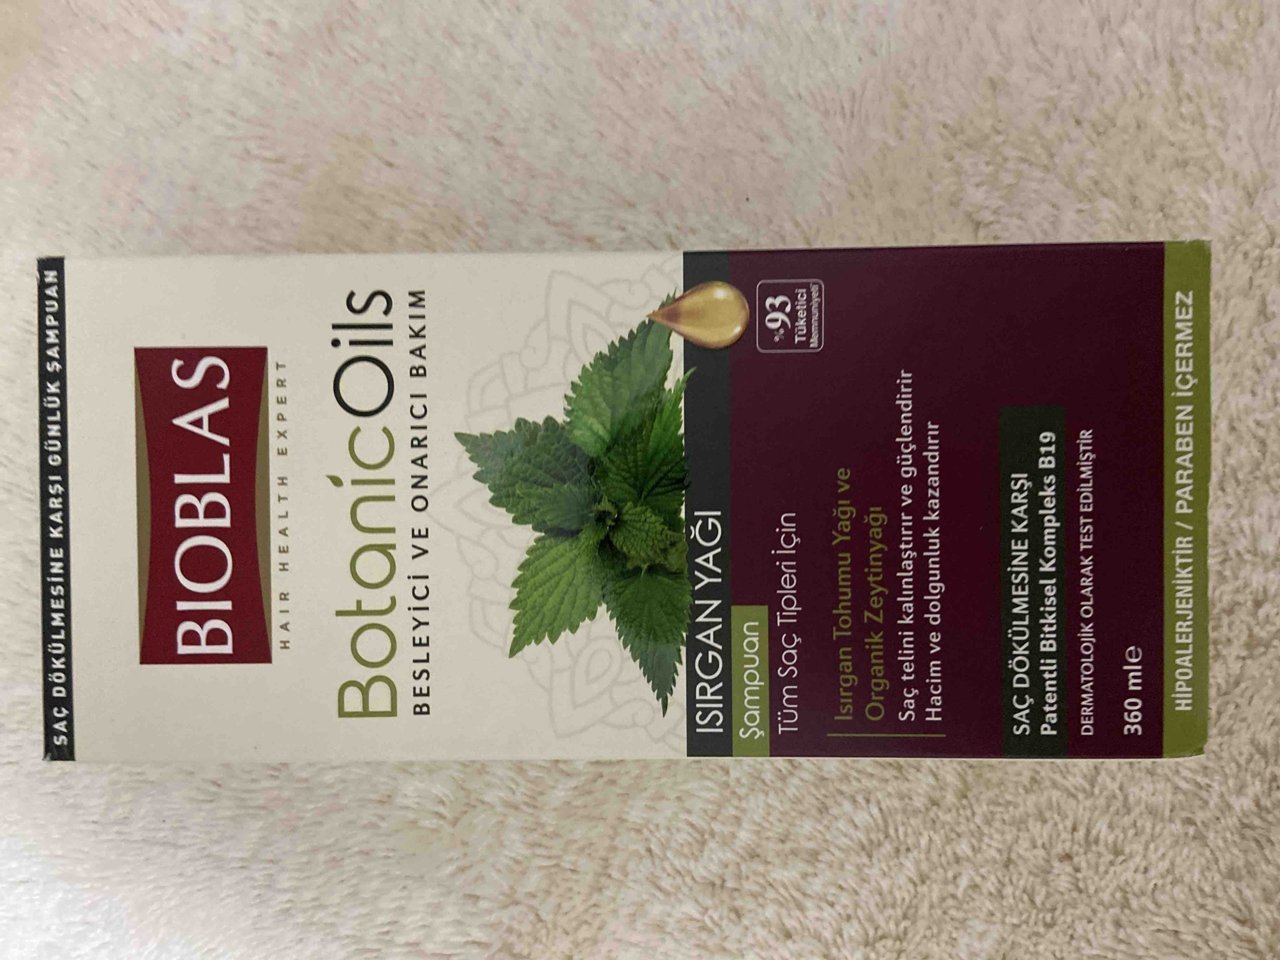 SAÇ DÖKÜLMESİNE KARŞI GÜNLÜK ŞAMPUAN
BIOBLAS
HAIR HEALTH EXPERT
BotanicOils
BESLEYİCİ VE ONARICI BAKIM
ISIRGAN YAĞI
Şampuan
Tüm Saç Tipleri İçin
%93
Tüketici
Memnuniyeti
Isırgan Tohumu Yağı ve
Organik Zeytinyağı
Saç telini kalınlaştırır ve güçlendirir
Hacim ve dolgunluk kazandırır
SAÇ DÖKÜLMESİNE KARŞI
Patentli Bitkisel Kompleks B19
DERMATOLOJİK OLARAK TEST EDİLMİŞTİR
360 ml℮
HİPOALERJENİKTİR / PARABEN İÇERMEZ